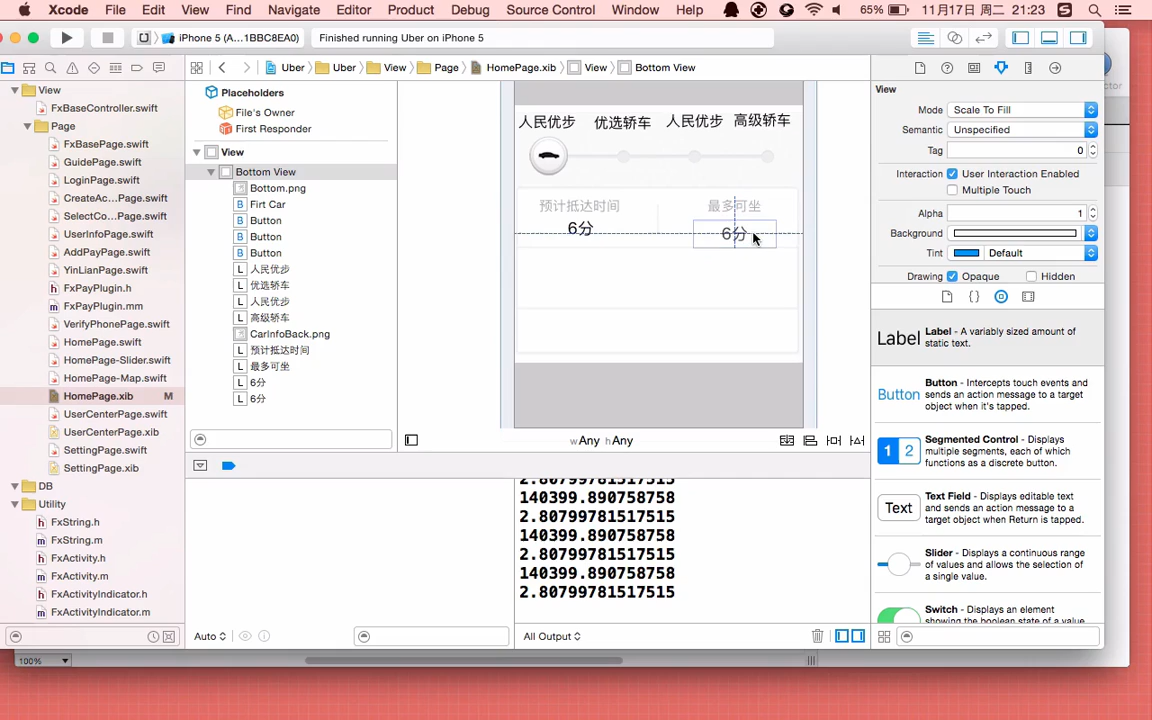 Xcode File Edit View Find Navigate Editor Product Debug Source Control Window Help 65% 11月17日 周二 21:23
iPhone 5 (A...1BBC8EA0) Finished running Uber on iPhone 5
Uber Uber View Page HomePage.xib View Bottom View
View
FxBaseController.swift
Page
FxBasePage.swift
GuidePage.swift
LoginPage.swift
CreateAc...Page.swift
SelectCo...Page.swift
UserInfoPage.swift
AddPayPage.swift
YinLianPage.swift
FxPayPlugin.h
FxPayPlugin.mm
VerifyPhonePage.swift
HomePage.swift
HomePage-Slider.swift
HomePage-Map.swift
HomePage.xib M
UserCenterPage.swift
UserCenterPage.xib
SettingPage.swift
SettingPage.xib
DB
Utility
FxString.h
FxString.m
FxActivity.h
FxActivity.m
FxActivityIndicator.h
FxActivityIndicator.m
Placeholders
File's Owner
First Responder
View
Bottom View
Bottom.png
B Firt Car
B Button
B Button
B Button
L 人民优步
L 优选轿车
L 人民优步
L 高级轿车
CarInfoBack.png
L 预计抵达时间
L 最多可坐
L 6分
L 6分
人民优步 优选轿车 人民优步 高级轿车
预计抵达时间 最多可坐
6分 6分
wAny hAny
2.80799781517515
140399.890758758
2.80799781517515
140399.890758758
2.80799781517515
140399.890758758
2.80799781517515
Auto
All Output
100%
View
Mode Scale To Fill
Semantic Unspecified
Tag 0
Interaction User Interaction Enabled
Multiple Touch
Alpha 1
Background
Tint Default
Drawing Opaque Hidden
Label Label - A variably sized amount of
static text.
Button Button - Intercepts touch events and
sends an action message to a target
object when it's tapped.
1 2 Segmented Control - Displays
multiple segments, each of which
functions as a discrete button.
Text Text Field - Displays editable text
and sends an action message to a
target object when Return is tapped.
Slider - Displays a continuous range
of values and allows the selection of
a single value.
Switch - Displays an element
showing the boolean state of a value